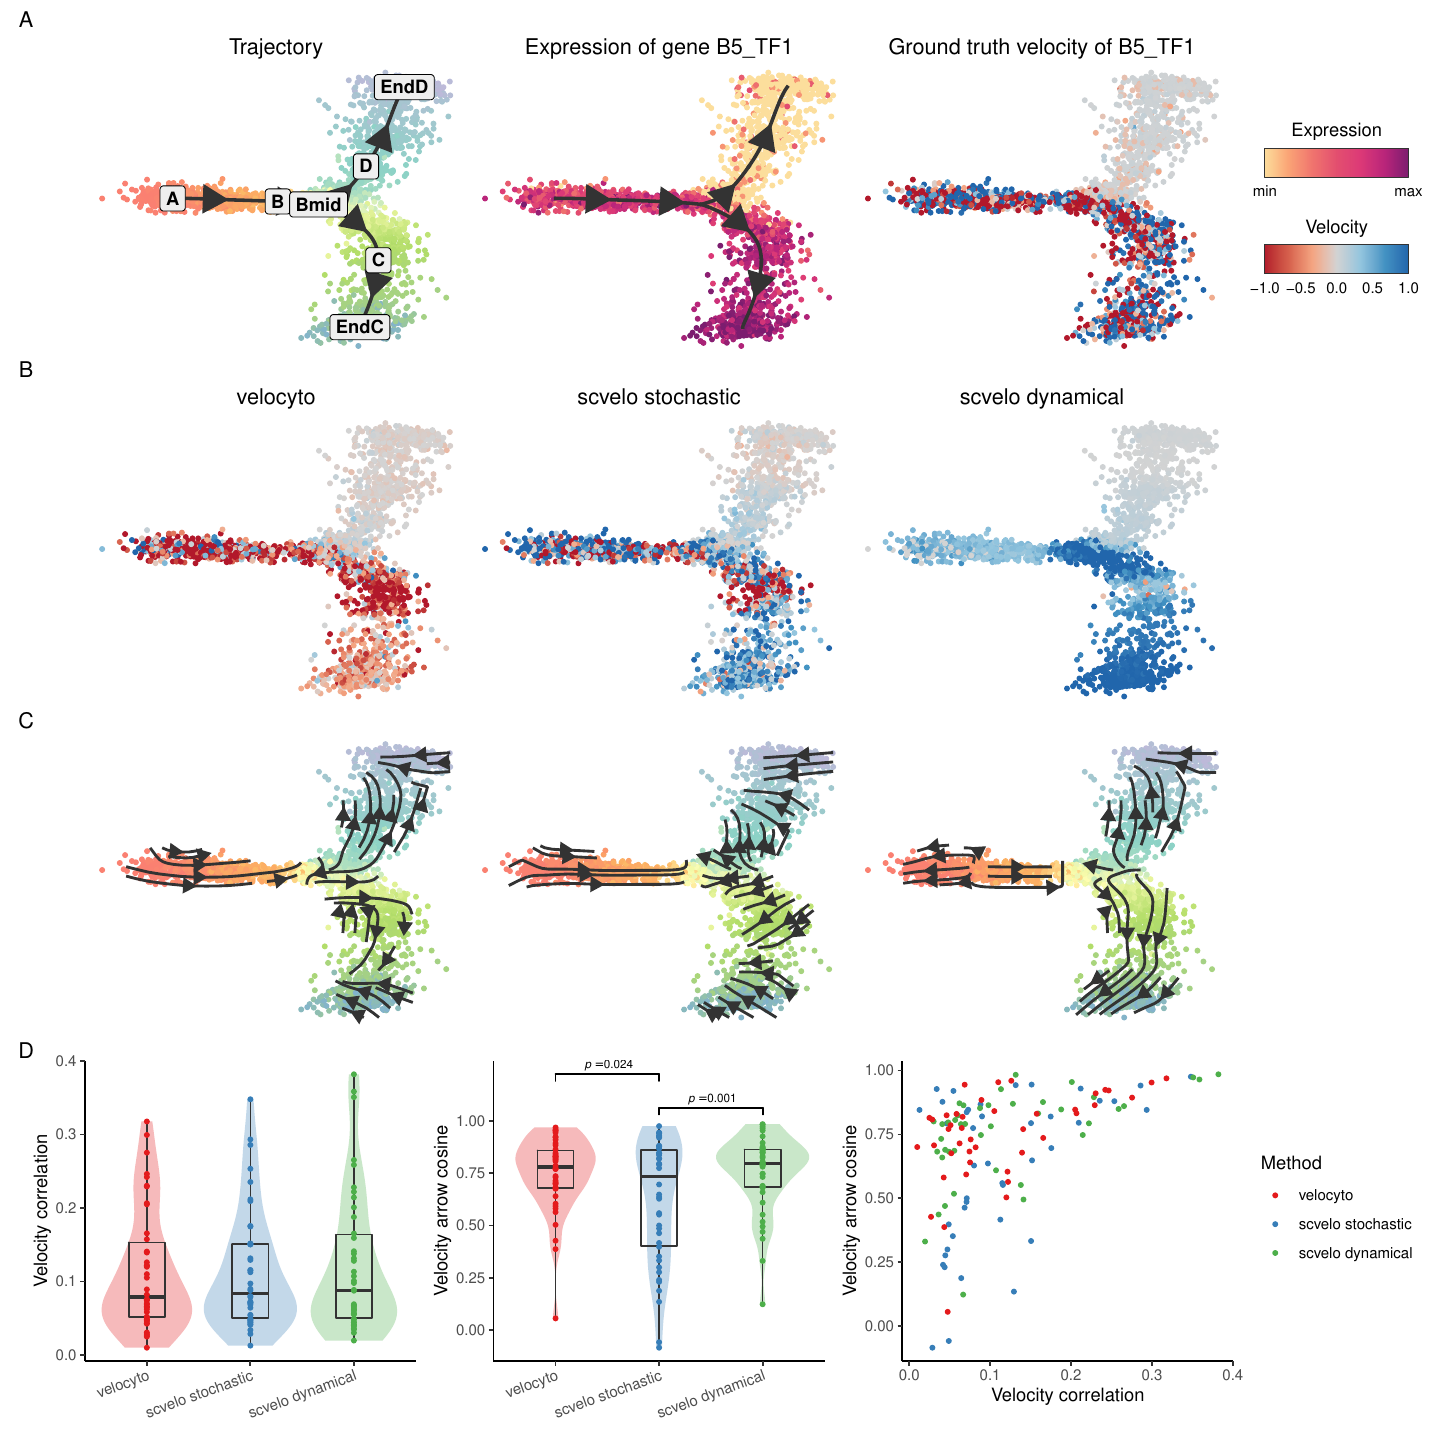 A
Trajectory
Expression of gene B5_TF1
Ground truth velocity of B5_TF1
EndD
D
A
B
Bmid
C
EndC
Expression
min
max
Velocity
−1.0 −0.5 0.0 0.5 1.0
B
velocyto
scvelo stochastic
scvelo dynamical
C
D
Velocity correlation
0.4
0.3
0.2
0.1
0.0
velocyto
scvelo stochastic
scvelo dynamical
Velocity arrow cosine
p =0.024
p =0.001
1.00
0.75
0.50
0.25
0.00
velocyto
scvelo stochastic
scvelo dynamical
Velocity arrow cosine
1.00
0.75
0.50
0.25
0.00
0.0 0.1 0.2 0.3 0.4
Velocity correlation
Method
velocyto
scvelo stochastic
scvelo dynamical